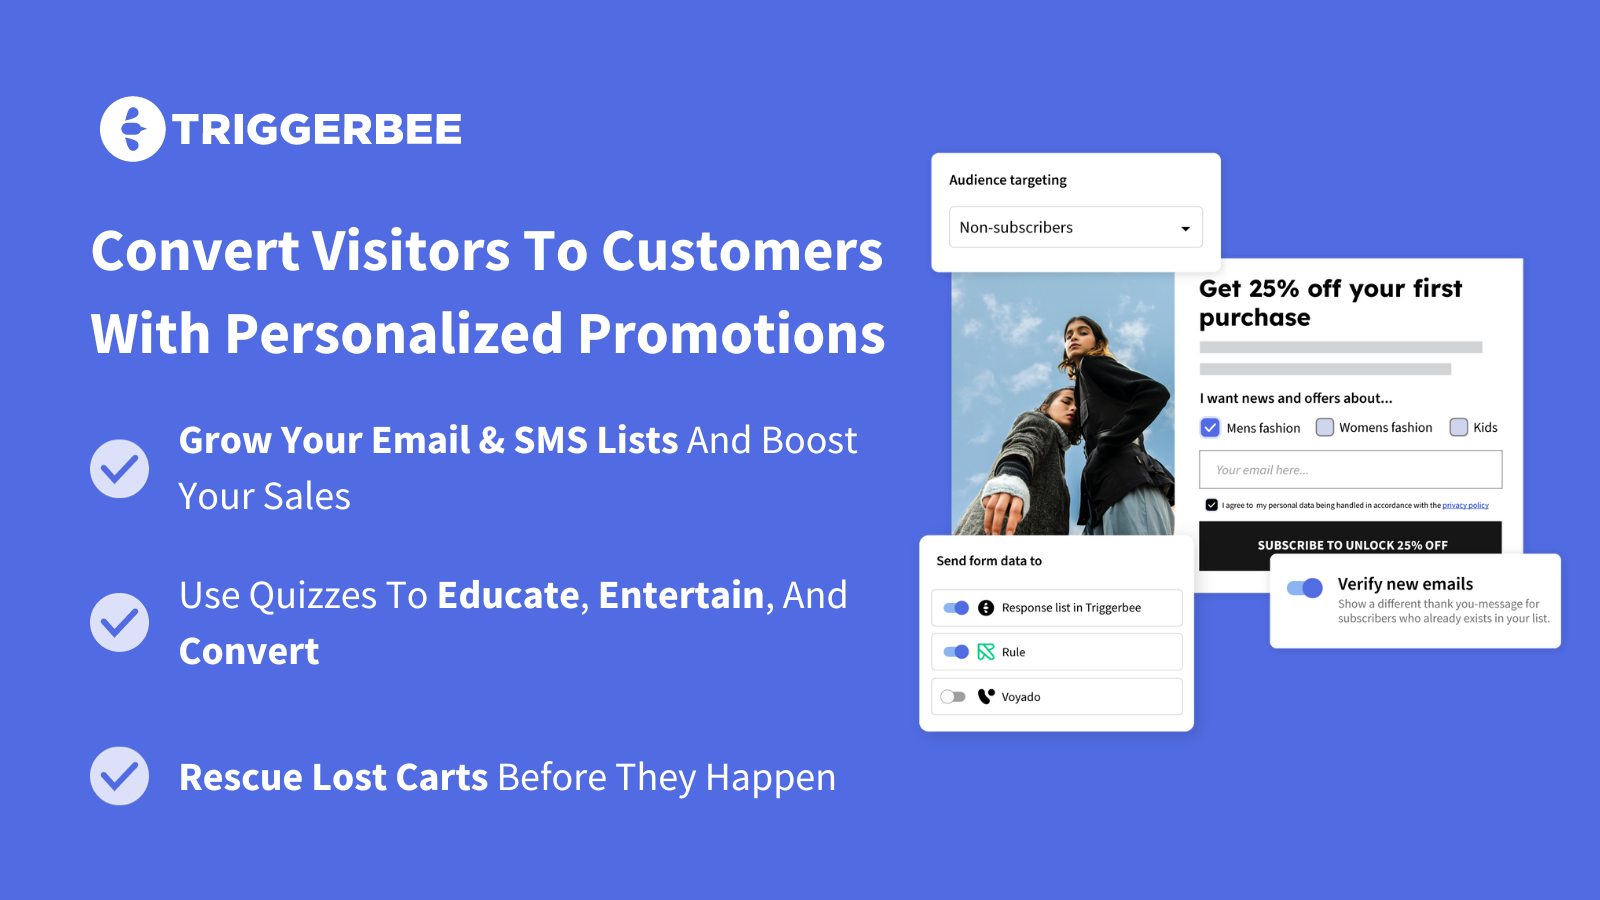 TRIGGERBEE
Convert Visitors To Customers
With Personalized Promotions
Grow Your Email & SMS Lists And Boost
Your Sales
Use Quizzes To Educate, Entertain, And
Convert
Rescue Lost Carts Before They Happen
Audience targeting
Non-subscribers
Get 25% off your first
purchase
I want news and offers about...
Mens fashion Womens fashion Kids
Your email here...
I agree to my personal data being handled in accordance with the privacy policy
SUBSCRIBE TO UNLOCK 25% OFF
Send form data to
Response list in Triggerbee
Rule
Voyado
Verify new emails
Show a different thank you-message for
subscribers who already exists in your list.